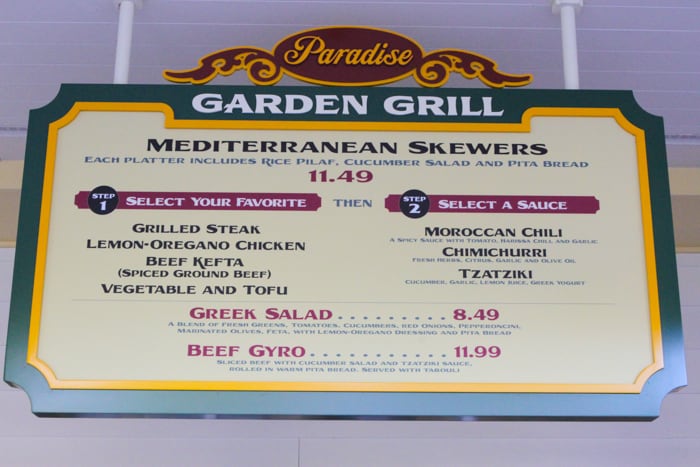 Paradise
GARDEN GRILL
MEDITERRANEAN SKEWERS
EACH PLATTER INCLUDES RICE PILAF, CUCUMBER SALAD AND PITA BREAD
11.49
STEP 1 SELECT YOUR FAVORITE THEN STEP 2 SELECT A SAUCE
GRILLED STEAK
LEMON-OREGANO CHICKEN
BEEF KEFTA
(SPICED GROUND BEEF)
VEGETABLE AND TOFU
MOROCCAN CHILI
A SPICY SAUCE WITH TOMATO, HARISSA CHILI AND GARLIC
CHIMICHURRI
FRESH HERBS, CITRUS, GARLIC AND OLIVE OIL
TZATZIKI
CUCUMBER, GARLIC, LEMON JUICE, GREEK YOGURT
GREEK SALAD . . . . . . . . . 8.49
A BLEND OF FRESH GREENS, TOMATOES, CUCUMBERS, RED ONIONS, PEPPERONCINI,
MARINATED OLIVES, FETA, WITH LEMON-OREGANO DRESSING AND PITA BREAD
BEEF GYRO . . . . . . . . . . . . 11.99
SLICED BEEF WITH CUCUMBER SALAD AND TZATZIKI SAUCE,
ROLLED IN WARM PITA BREAD. SERVED WITH TABOULI